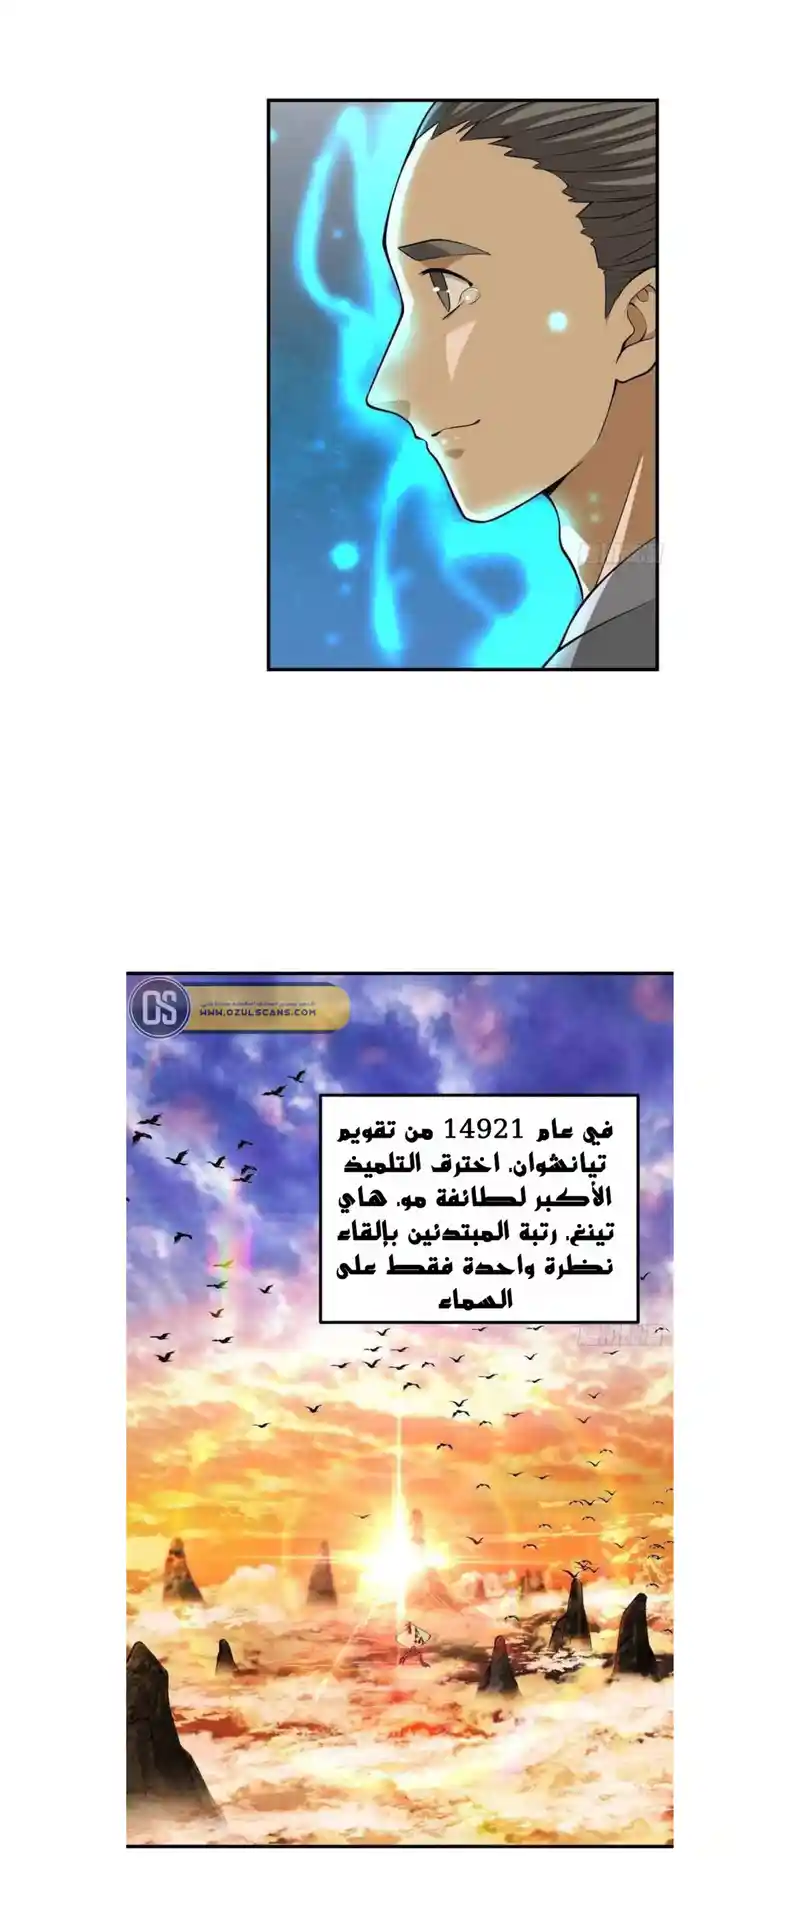 OS
WWW.OZULSCANS.COM
في عام 14921 من تقويم
تيانشوان، اخترق التلميذ
الأكبر لطائفة مو، هاي
تينغ، رتبة المبتدئين بإلقاء
نظرة واحدة فقط على
السماء